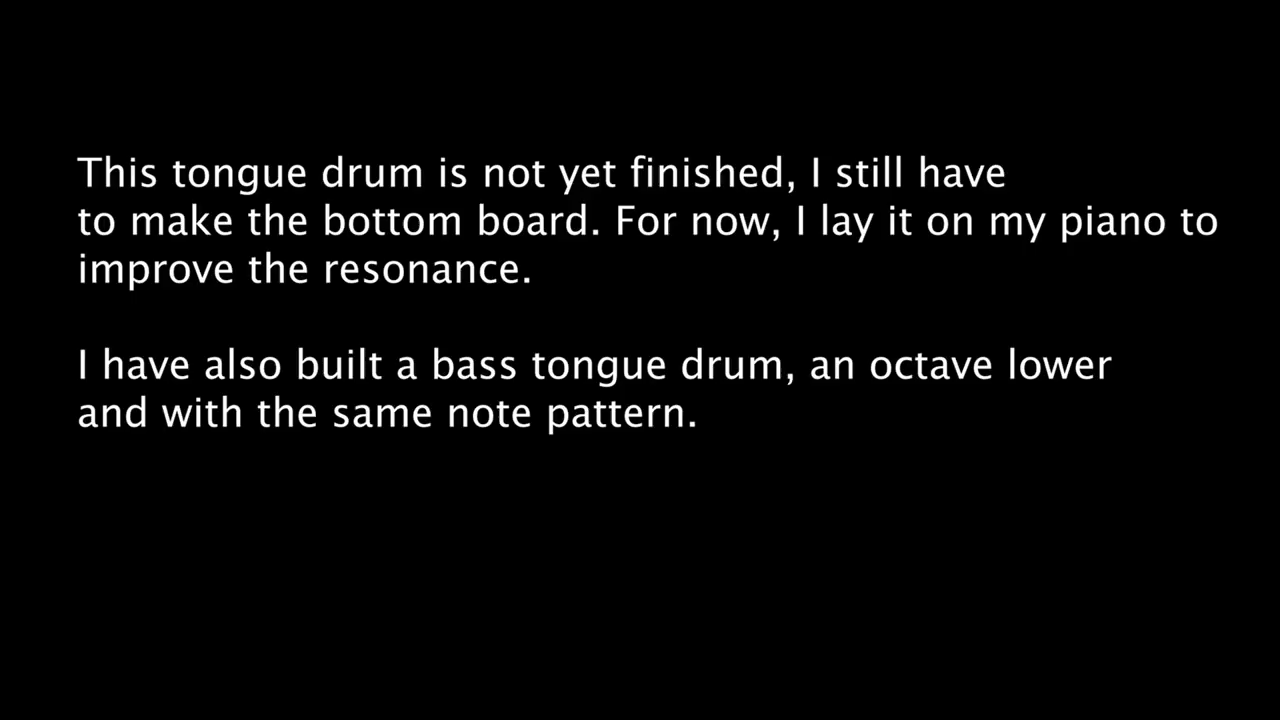 This tongue drum is not yet finished, I still have
to make the bottom board. For now, I lay it on my piano to
improve the resonance.
I have also built a bass tongue drum, an octave lower
and with the same note pattern.